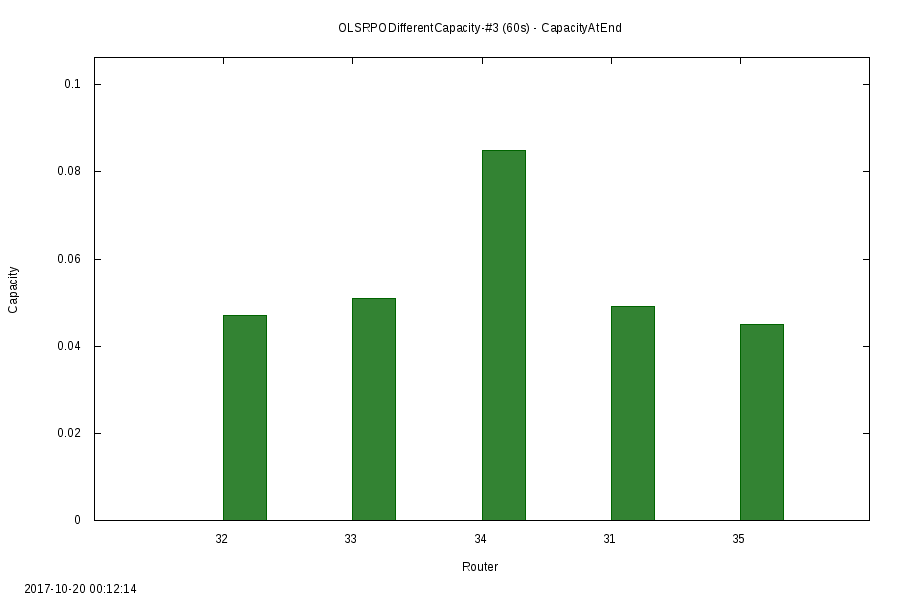 OLSRPODifferentCapacity-#3 (60s) - CapacityAtEnd
0.1
0.08
0.06
0.04
0.02
0
Capacity
32 33 34 31 35
Router
2017-10-20 00:12:14